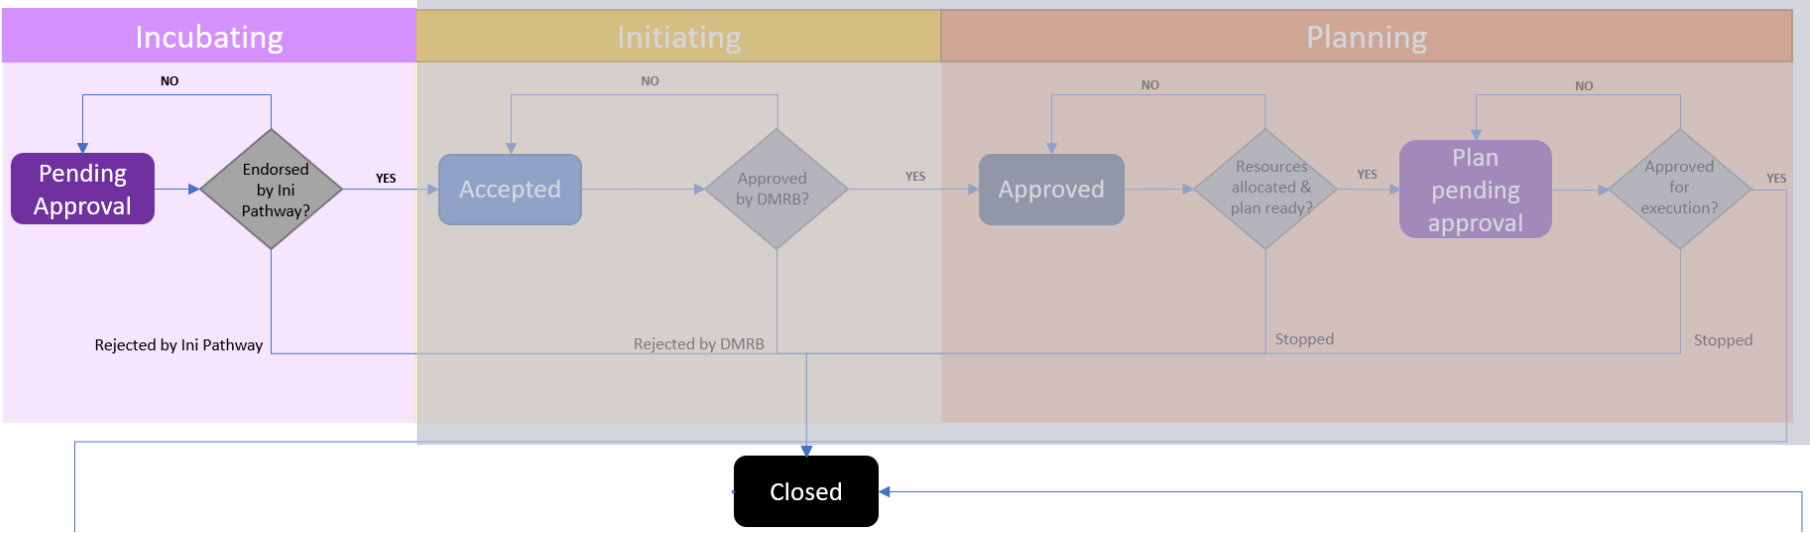 Incubating
Initiating
Planning
NO
NO
NO
NO
Pending
Approval
Endorsed
by Ini
Pathway?
YES
Accepted
Approved
by DMRB?
YES
Approved
Resources
allocated &
plan ready?
YES
Plan
pending
approval
Approved
for
execution?
YES
Rejected by Ini Pathway
Rejected by DMRB
Stopped
Stopped
Closed